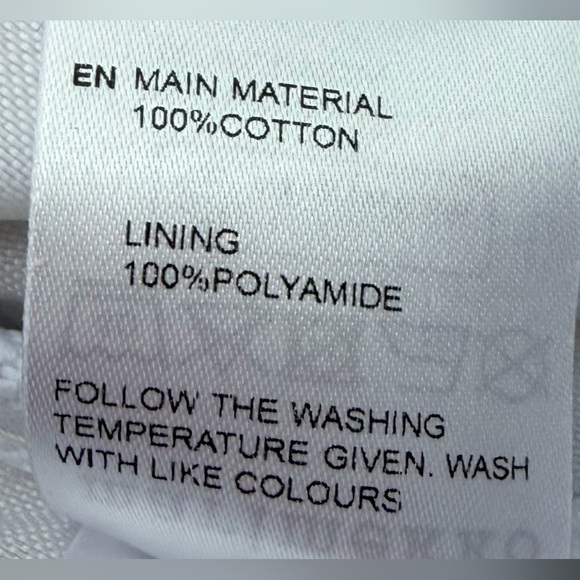 EN MAIN MATERIAL
100%COTTON
LINING
100%POLYAMIDE
FOLLOW THE WASHING
TEMPERATURE GIVEN. WASH
WITH LIKE COLOURS